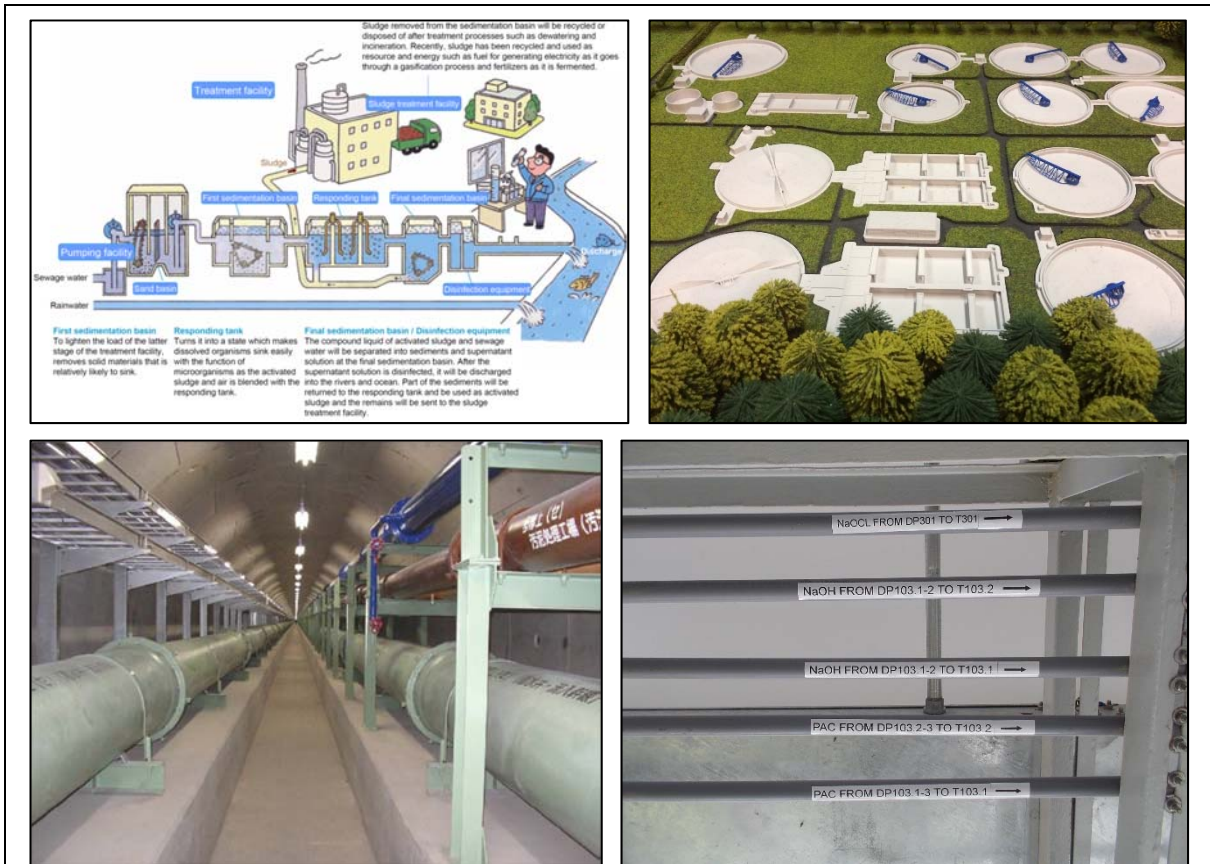 Sludge removed from the sedimentation basin will be recycled or
disposed of after treatment processes such as dewatering and
incineration. Recently, sludge has been recycled and used as
resource and energy such as fuel for generating electricity as it goes
through a gasification process and fertilizers as it is fermented.
Treatment facility
Sludge treatment facility
Sludge
First sedimentation basin
Responding tank
Final sedimentation basin
Pumping facility
Discharge
Sewage water
Sand basin
Disinfection equipment
Rainwater
First sedimentation basin
To lighten the load of the latter
stage of the treatment facility,
removes solid materials that is
relatively likely to sink.
Responding tank
Turns it into a state which makes
dissolved organisms sink easily
with the function of
microorganisms as the activated
sludge and air is blended with the
responding tank.
Final sedimentation basin / Disinfection equipment
The compound liquid of activated sludge and sewage
water will be separated into sediments and supernatant
solution at the final sedimentation basin. After the
supernatant solution is disinfected, it will be discharged
into the rivers and ocean. Part of the sediments will be
returned to the responding tank and be used as activated
sludge and the remains will be sent to the sludge
treatment facility.
汚泥処理工場
NaOCL FROM DP301 TO T301
NaOH FROM DP103.1-2 TO T103.2
NaOH FROM DP103.1-2 TO T103.1
PAC FROM DP103.2-3 TO T103.2
PAC FROM DP103.1-3 TO T103.1